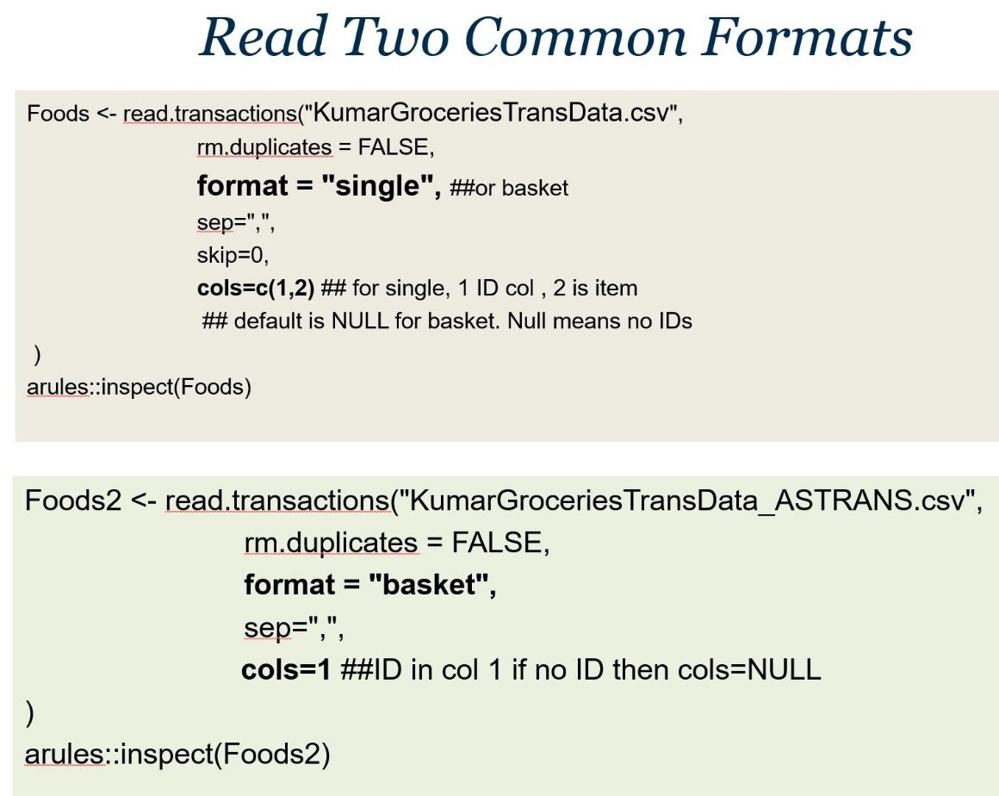 Read Two Common Formats
Foods <- read.transactions("KumarGroceriesTransData.csv",
rm.duplicates = FALSE,
format = "single", ##or basket
sep=",",
skip=0,
cols=c(1,2) ## for single, 1 ID col , 2 is item
## default is NULL for basket. Null means no IDs
)
arules::inspect(Foods)
Foods2 <- read.transactions("KumarGroceriesTransData_ASTRANS.csv",
rm.duplicates = FALSE,
format = "basket",
sep=",",
cols=1 ##ID in col 1 if no ID then cols=NULL
)
arules::inspect(Foods2)